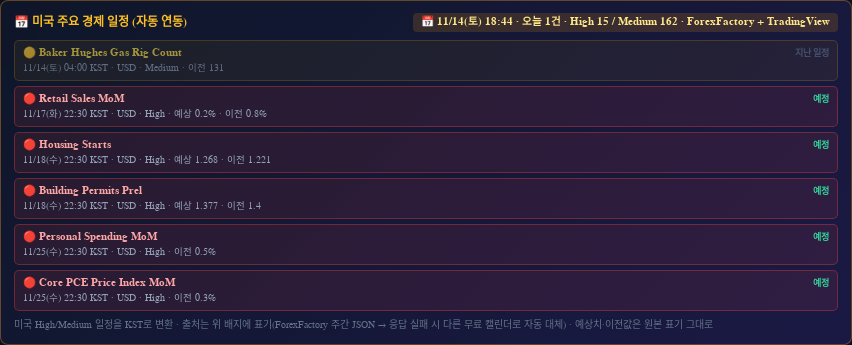 📅 미국 주요 경제 일정 (자동 연동)
📅 11/14(토) 18:44 · 오늘 1건 · High 15 / Medium 162 · ForexFactory + TradingView
🟡 Baker Hughes Gas Rig Count
지난 일정
11/14(토) 04:00 KST · USD · Medium · 이전 131
🔴 Retail Sales MoM
예정
11/17(화) 22:30 KST · USD · High · 예상 0.2% · 이전 0.8%
🔴 Housing Starts
예정
11/18(수) 22:30 KST · USD · High · 예상 1.268 · 이전 1.221
🔴 Building Permits Prel
예정
11/18(수) 22:30 KST · USD · High · 예상 1.377 · 이전 1.4
🔴 Personal Spending MoM
예정
11/25(수) 22:30 KST · USD · High · 이전 0.5%
🔴 Core PCE Price Index MoM
예정
11/25(수) 22:30 KST · USD · High · 이전 0.3%
미국 High/Medium 일정을 KST로 변환 · 출처는 위 배지에 표기(ForexFactory 주간 JSON → 응답 실패 시 다른 무료 캘린더로 자동 대체) · 예상치·이전값은 원본 표기 그대로